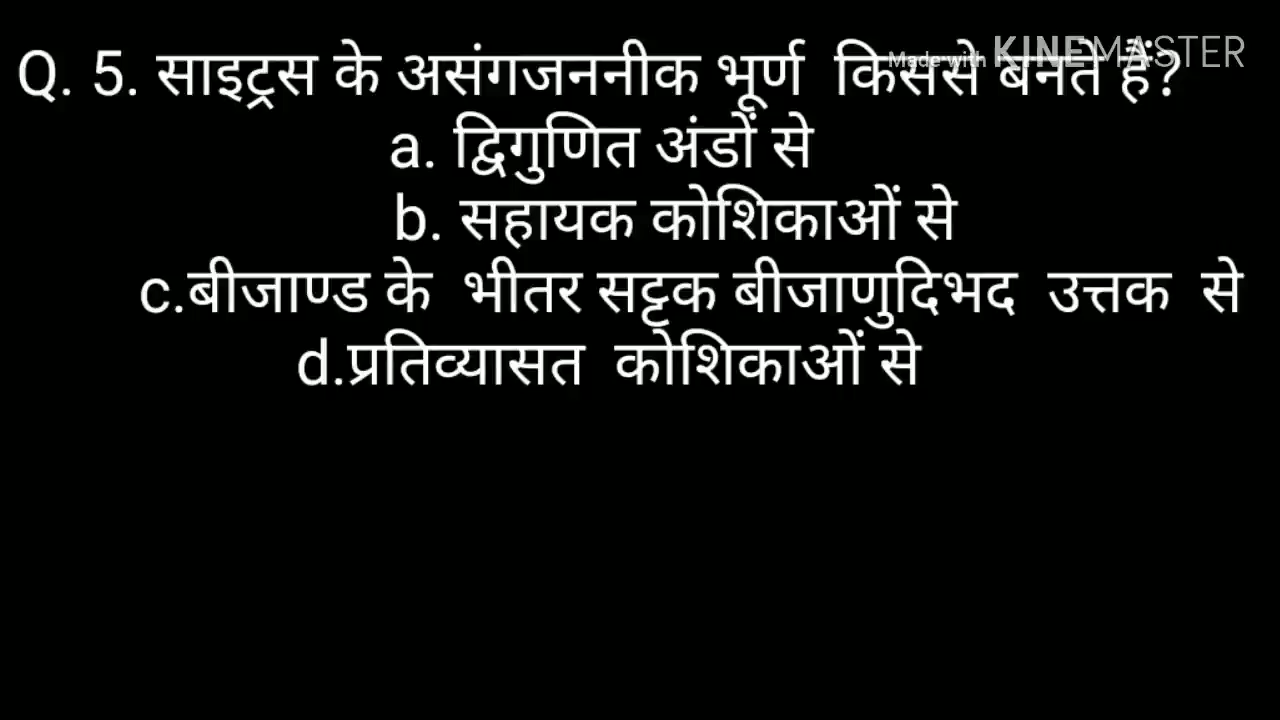 Q. 5. साइट्रस के असंगजननीक भूर्ण किससे बनते हैं?
Made with KINEMASTER
a. द्विगुणित अंडों से
b. सहायक कोशिकाओं से
c.बीजाण्ड के भीतर सट्टक बीजाणुदिभद उत्तक से
d.प्रतिव्यासत कोशिकाओं से